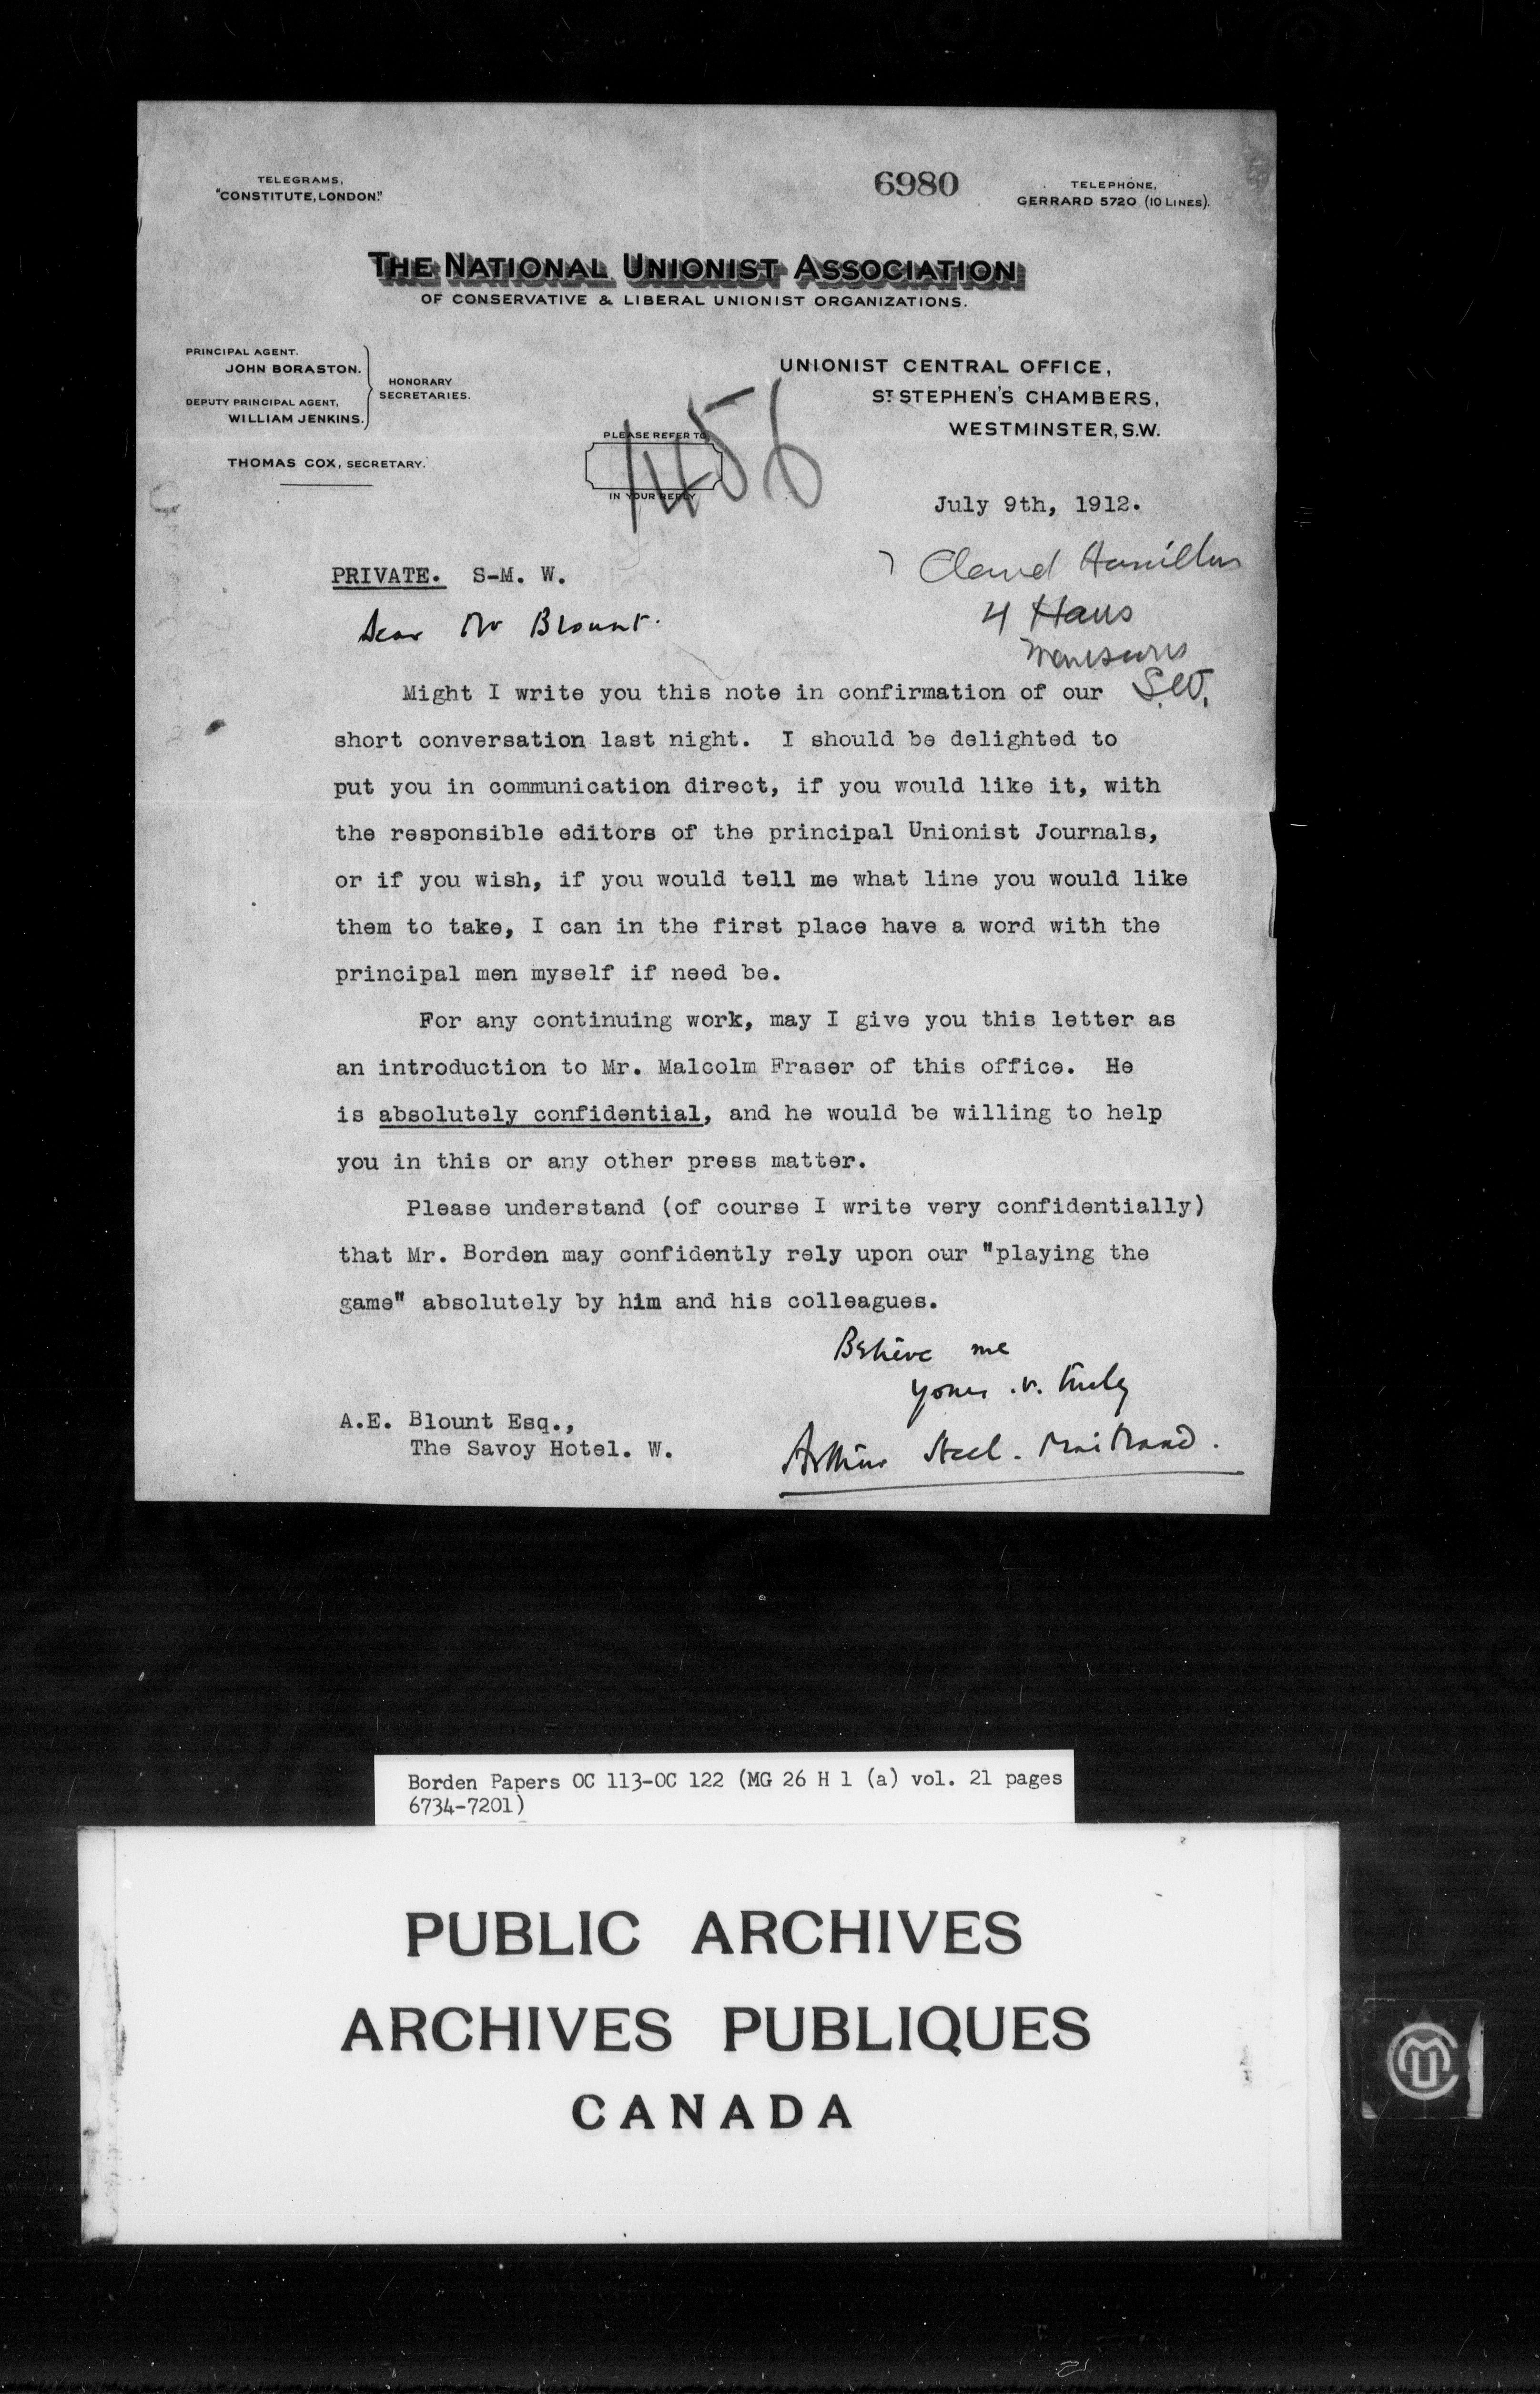 TELEGRAMS,
"CONSTITUTE, LONDON."
6980
TELEPHONE,
GERRARD 5720 (10 LINES).
THE NATIONAL UNIONIST ASSOCIATION
OF CONSERVATIVE & LIBERAL UNIONIST ORGANIZATIONS.
PRINCIPAL AGENT.
JOHN BORASTON.
DEPUTY PRINCIPAL AGENT,
WILLIAM JENKINS.
HONORARY
SECRETARIES.
THOMAS COX, SECRETARY.
UNIONIST CENTRAL OFFICE,
ST STEPHEN'S CHAMBERS,
WESTMINSTER, S.W.
PLEASE REFER TO
1456
IN YOUR REPLY
July 9th, 1912.
Claud Hamilton
4 Hans
Mansions
S.W.
PRIVATE. S-M. W.
Dear Mr Blount.
Might I write you this note in confirmation of our
short conversation last night. I should be delighted to
put you in communication direct, if you would like it, with
the responsible editors of the principal Unionist Journals,
or if you wish, if you would tell me what line you would like
them to take, I can in the first place have a word with the
principal men myself if need be.
For any continuing work, may I give you this letter as
an introduction to Mr. Malcolm Fraser of this office. He
is absolutely confidential, and he would be willing to help
you in this or any other press matter.
Please understand (of course I write very confidentially)
that Mr. Borden may confidently rely upon our "playing the
game" absolutely by him and his colleagues.
Believe me
yours .v. truly
Arthur Steel-Maitland.
A.E. Blount Esq.,
The Savoy Hotel. W.
Borden Papers OC 113-OC 122 (MG 26 H 1 (a) vol. 21 pages
6734-7201)
PUBLIC ARCHIVES
ARCHIVES PUBLIQUES
CANADA